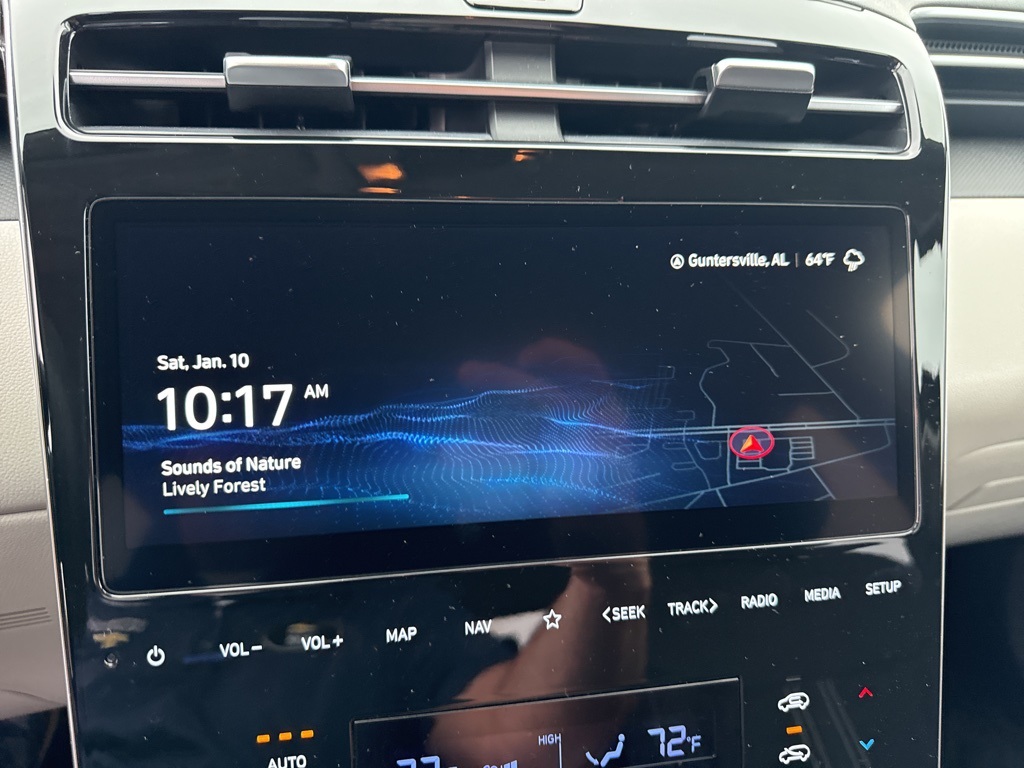 Guntersville, AL | 64°F
Sat, Jan. 10
10:17 AM
Sounds of Nature
Lively Forest
VOL− VOL+ MAP NAV <SEEK TRACK> RADIO MEDIA SETUP
HIGH 72°F
AUTO